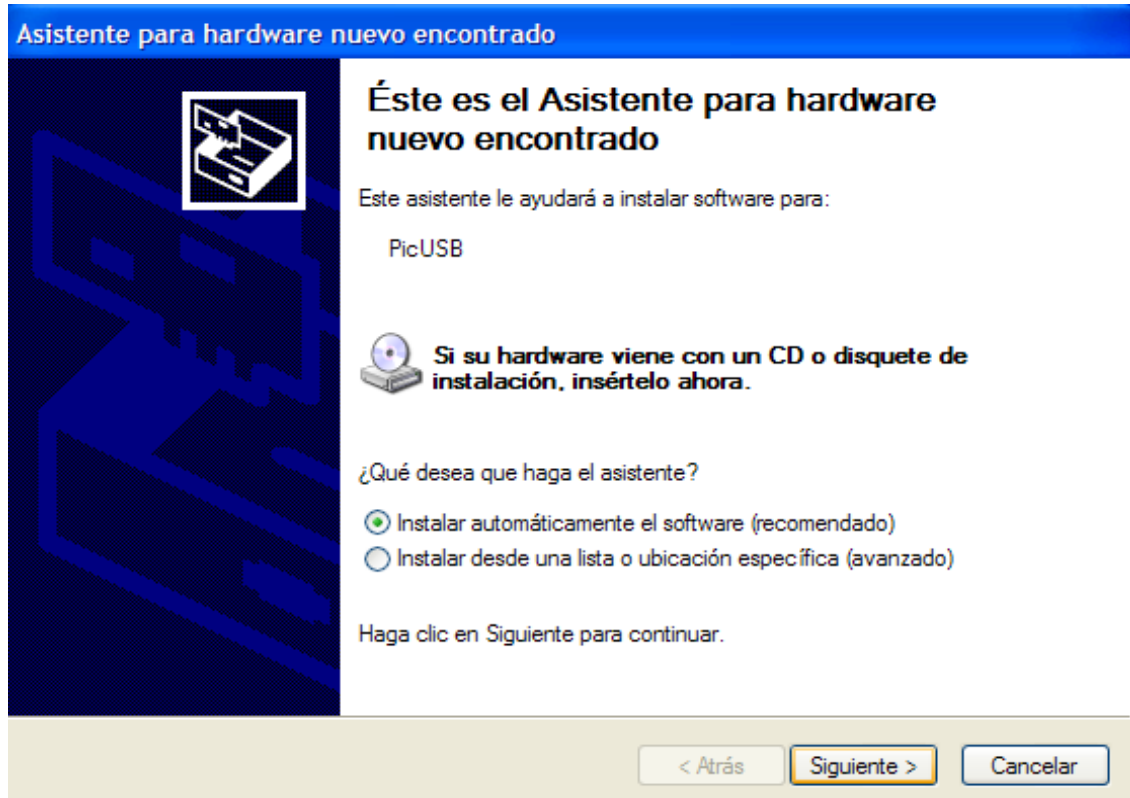 Asistente para hardware nuevo encontrado
Éste es el Asistente para hardware
nuevo encontrado
Este asistente le ayudará a instalar software para:
PicUSB
Si su hardware viene con un CD o disquete de
instalación, insértelo ahora.
¿Qué desea que haga el asistente?
Instalar automáticamente el software (recomendado)
Instalar desde una lista o ubicación específica (avanzado)
Haga clic en Siguiente para continuar.
< Atrás Siguiente > Cancelar